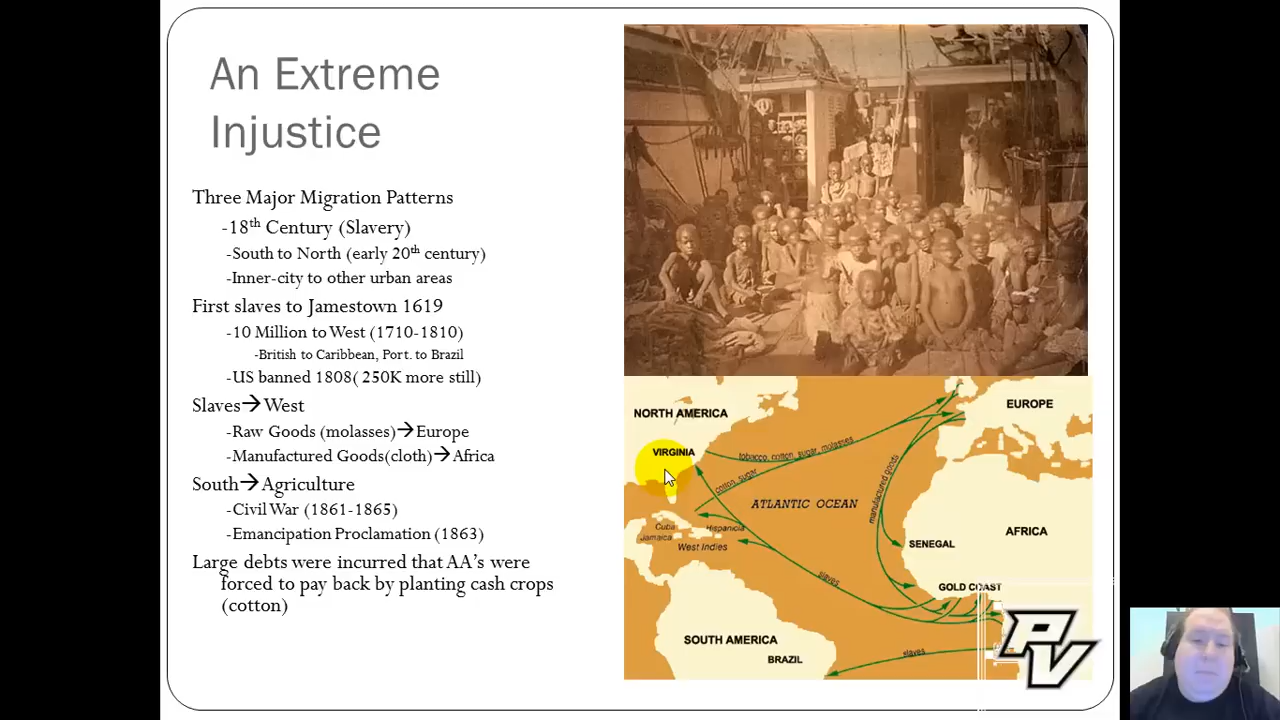 An Extreme
Injustice
Three Major Migration Patterns
-18th Century (Slavery)
-South to North (early 20th century)
-Inner-city to other urban areas
First slaves to Jamestown 1619
-10 Million to West (1710-1810)
-British to Caribbean, Port. to Brazil
-US banned 1808( 250K more still)
Slaves→West
-Raw Goods (molasses)→Europe
-Manufactured Goods(cloth)→Africa
South→Agriculture
-Civil War (1861-1865)
-Emancipation Proclamation (1863)
Large debts were incurred that AA's were
forced to pay back by planting cash crops
(cotton)
NORTH AMERICA
EUROPE
VIRGINIA
tobacco, cotton, sugar, molasses
cotton, sugar
manufactured goods
ATLANTIC OCEAN
Cuba
Hispanicia
Jamaica
West Indies
AFRICA
SENEGAL
slaves
GOLD COAST
SOUTH AMERICA
BRAZIL
slaves
PV